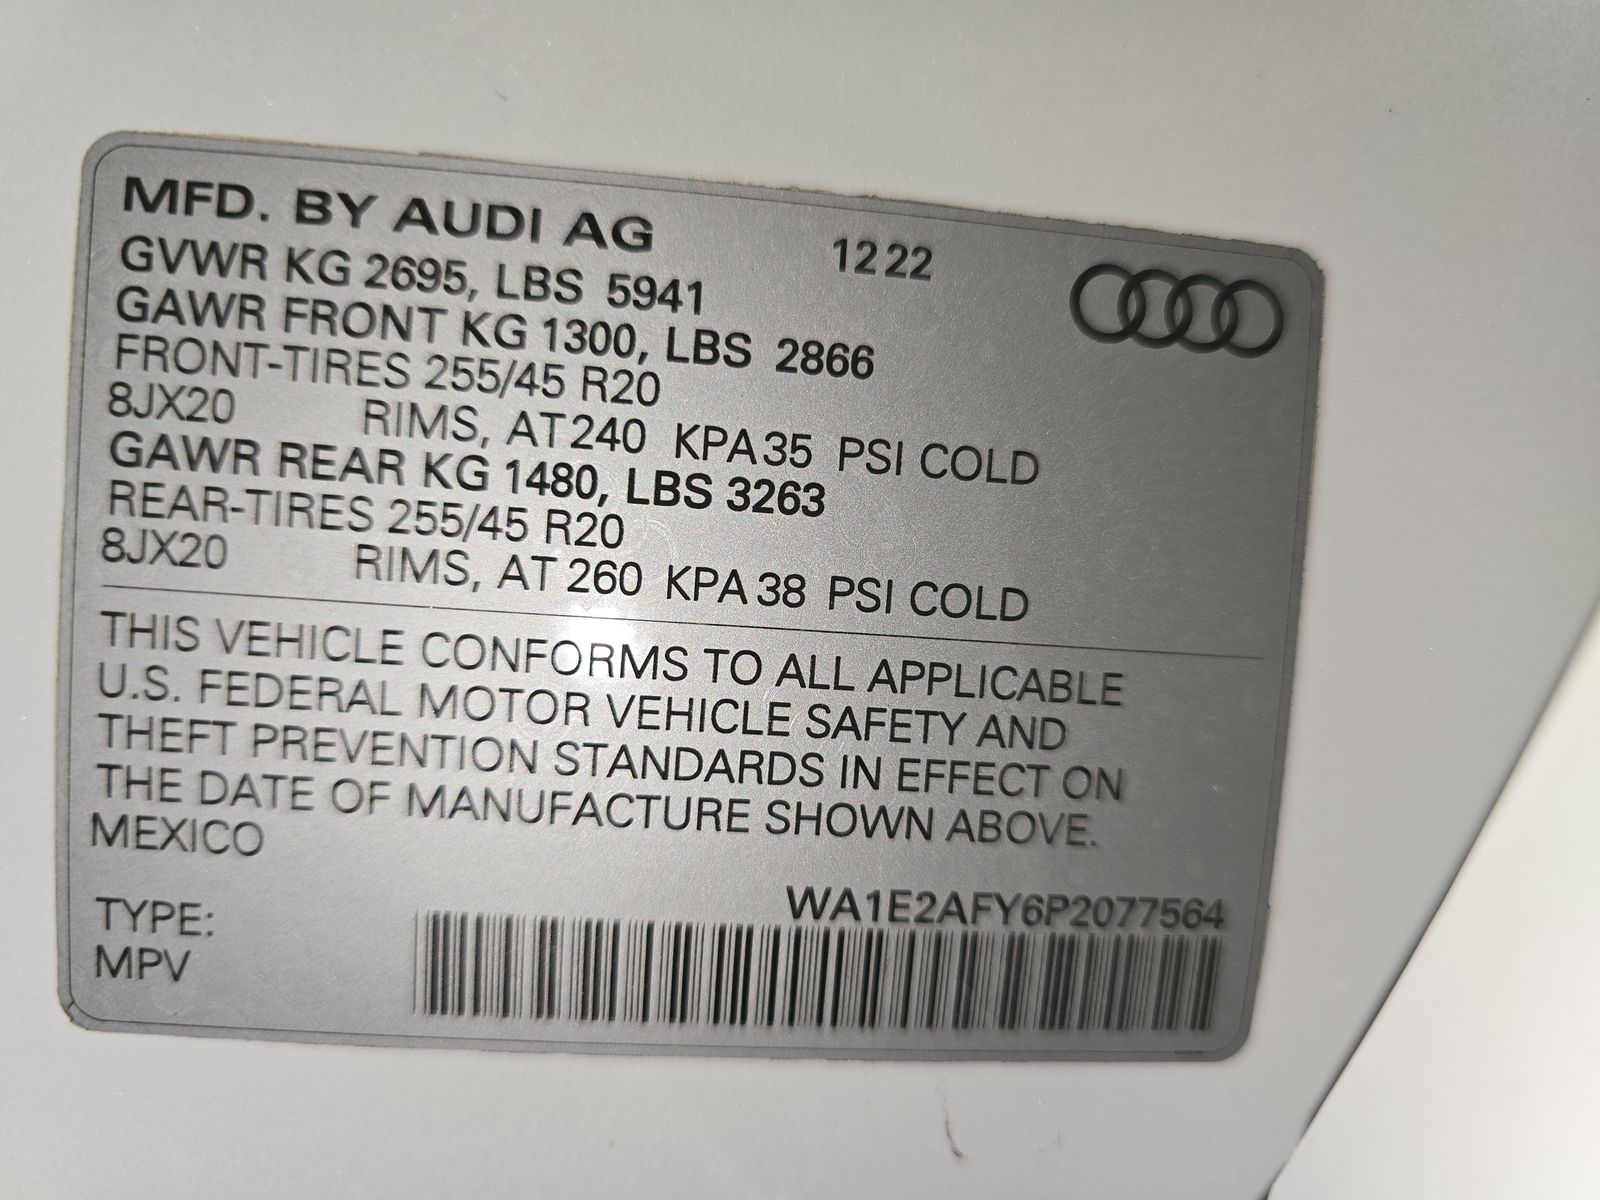 MFD. BY AUDI AG 1222
GVWR KG 2695, LBS 5941
GAWR FRONT KG 1300, LBS 2866
FRONT-TIRES 255/45 R20
8JX20 RIMS, AT 240 KPA 35 PSI COLD
GAWR REAR KG 1480, LBS 3263
REAR-TIRES 255/45 R20
8JX20 RIMS, AT 260 KPA 38 PSI COLD
THIS VEHICLE CONFORMS TO ALL APPLICABLE
U.S. FEDERAL MOTOR VEHICLE SAFETY AND
THEFT PREVENTION STANDARDS IN EFFECT ON
THE DATE OF MANUFACTURE SHOWN ABOVE.
MEXICO
WA1E2AFY6P2077564
TYPE:
MPV